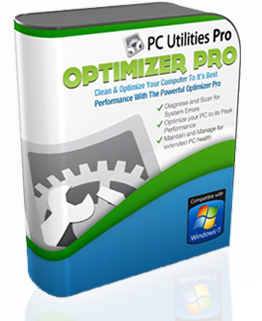 PC Utilities Pro
OPTIMIZER PRO
Clean & Optimize Your Computer To It's Best
Performance With The Powerful Optimizer Pro
Diagnose and Scan for
System Errors
Optimize your PC to its Peak
Performance
Maintain and Manage for
extended PC health
Compatible with
Windows 7